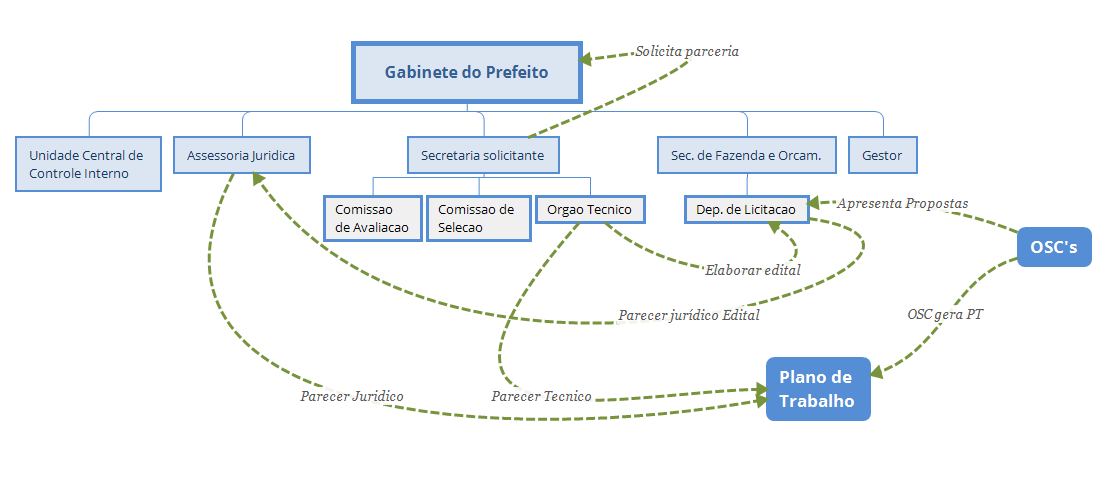 Solicita parceria
Gabinete do Prefeito
Unidade Central de
Controle Interno
Assessoria Juridica
Secretaria solicitante
Sec. de Fazenda e Orcam.
Gestor
Comissao
de Avaliacao
Comissao de
Selecao
Orgao Tecnico
Dep. de Licitacao
Apresenta Propostas
OSC's
Elaborar edital
Parecer jurídico Edital
OSC gera PT
Plano de
Trabalho
Parecer Juridico
Parecer Tecnico